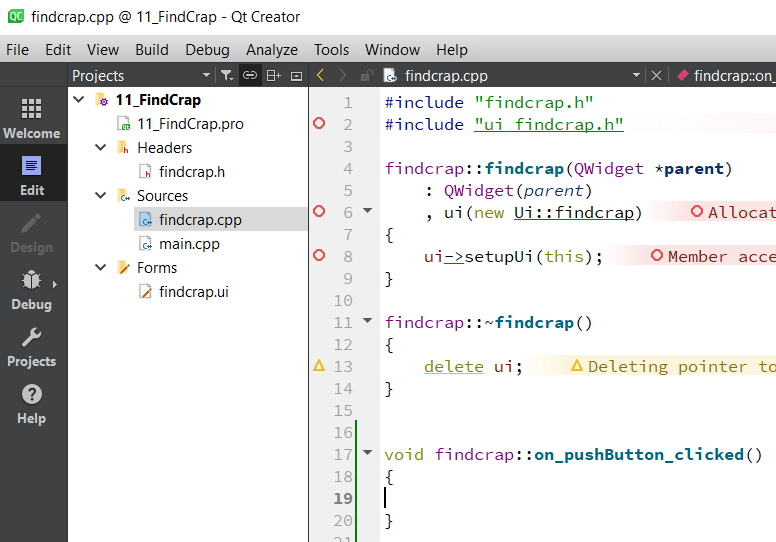 findcrap.cpp @ 11_FindCrap - Qt Creator
File Edit View Build Debug Analyze Tools Window Help
Projects
findcrap.cpp
findcrap::on_
Welcome
Edit
Design
Debug
Projects
Help
11_FindCrap
11_FindCrap.pro
Headers
findcrap.h
Sources
findcrap.cpp
main.cpp
Forms
findcrap.ui
1 #include "findcrap.h"
2 #include "ui_findcrap.h"
3
4 findcrap::findcrap(QWidget *parent)
5 : QWidget(parent)
6 , ui(new Ui::findcrap) Allocat
7 {
8 ui->setupUi(this); Member acce
9 }
10
11 findcrap::~findcrap()
12 {
13 delete ui; Deleting pointer to
14 }
15
16
17 void findcrap::on_pushButton_clicked()
18 {
19
20 }
21